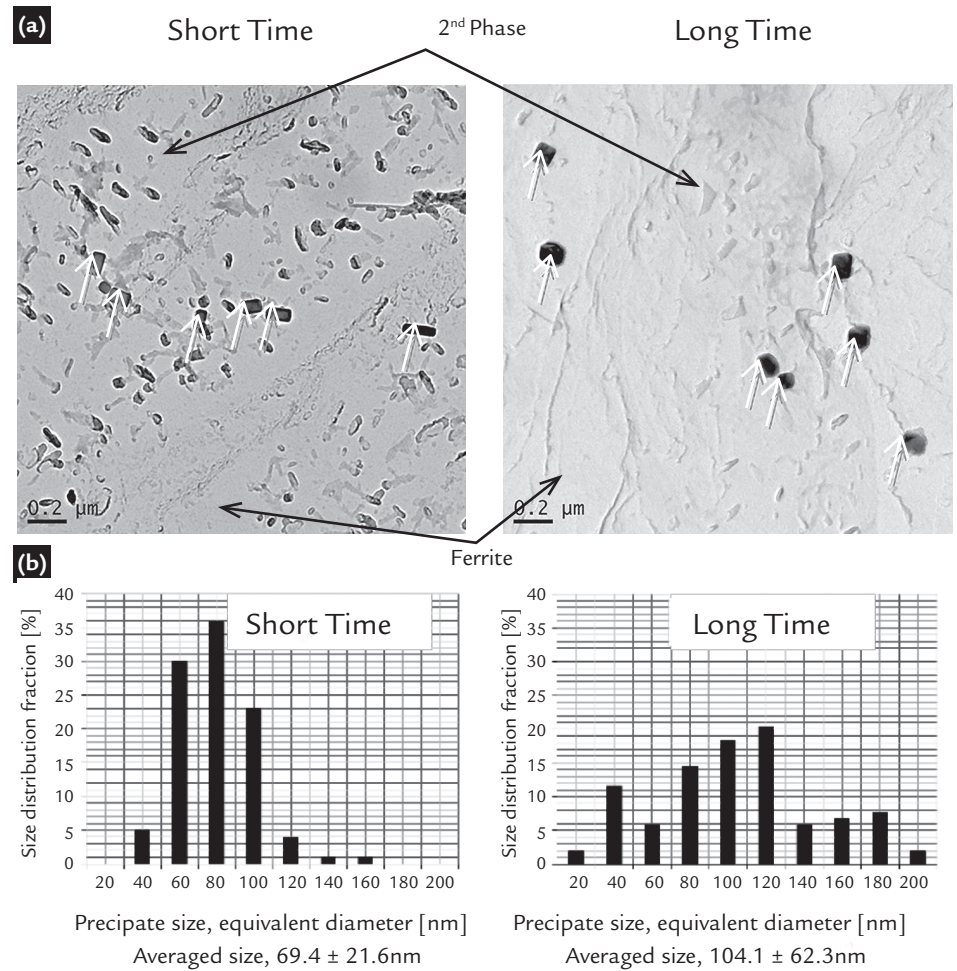 (a)
Short Time
2nd Phase
Long Time
0.2 μm
0.2 μm
Ferrite
(b)
Size distribution fraction [%]
40
35
30
25
20
15
10
5
0
Short Time
20 40 60 80 100 120 140 160 180 200
Precipate size, equivalent diameter [nm]
Averaged size, 69.4 ± 21.6nm
Size distribution fraction [%]
40
35
30
25
20
15
10
5
0
Long Time
20 40 60 80 100 120 140 160 180 200
Precipate size, equivalent diameter [nm]
Averaged size, 104.1 ± 62.3nm